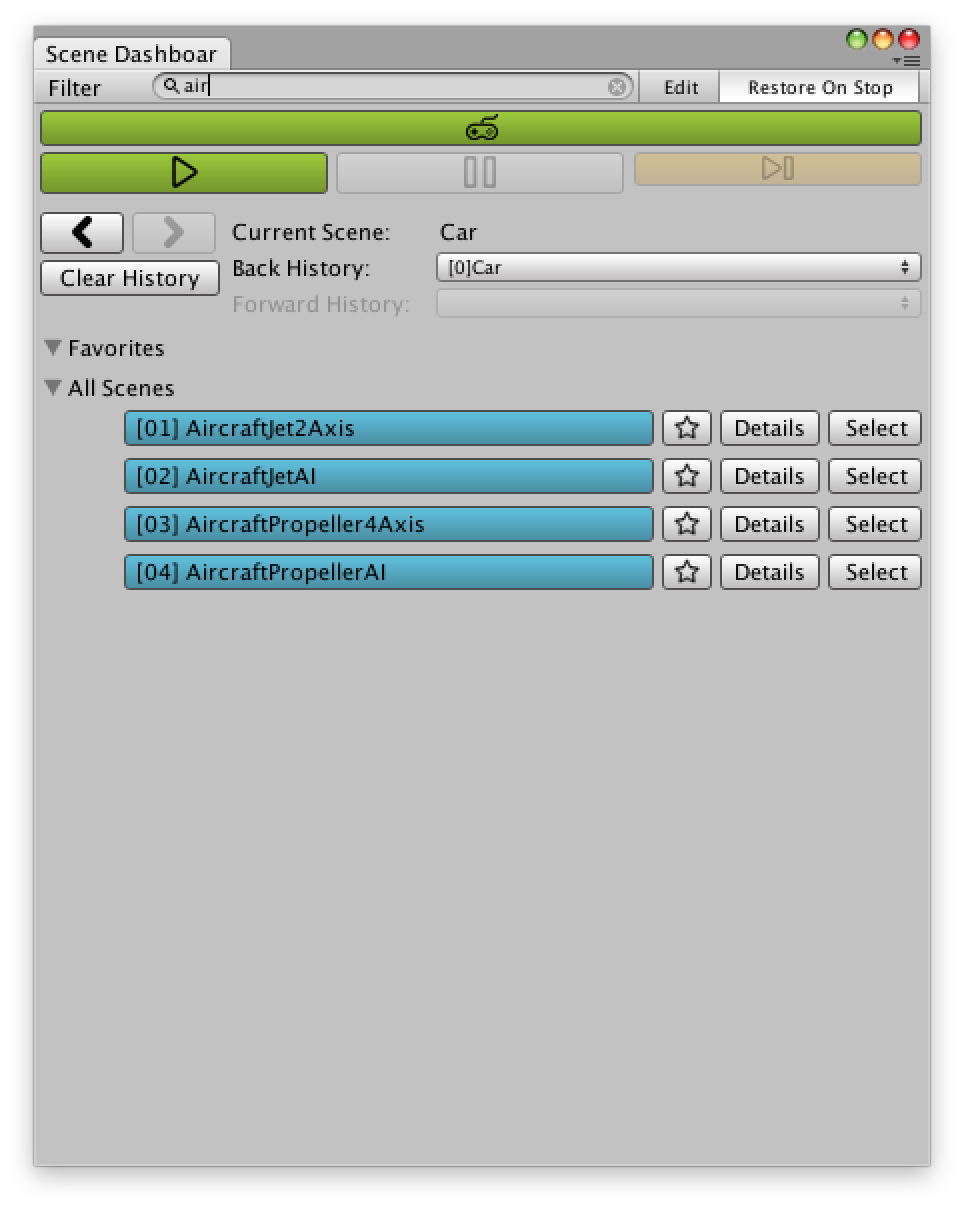 Scene Dashboar
Filter air Edit Restore On Stop
Current Scene: Car
Clear History Back History: [0]Car
Forward History:
Favorites
All Scenes
[01] AircraftJet2Axis Details Select
[02] AircraftJetAI Details Select
[03] AircraftPropeller4Axis Details Select
[04] AircraftPropellerAI Details Select